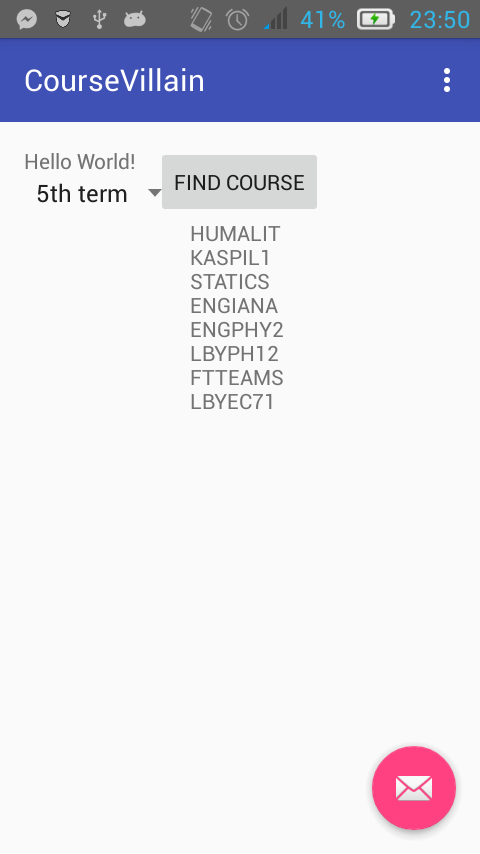 41% 23:50
CourseVillain
Hello World!
5th term
FIND COURSE
HUMALIT
KASPIL1
STATICS
ENGIANA
ENGPHY2
LBYPH12
FTTEAMS
LBYEC71